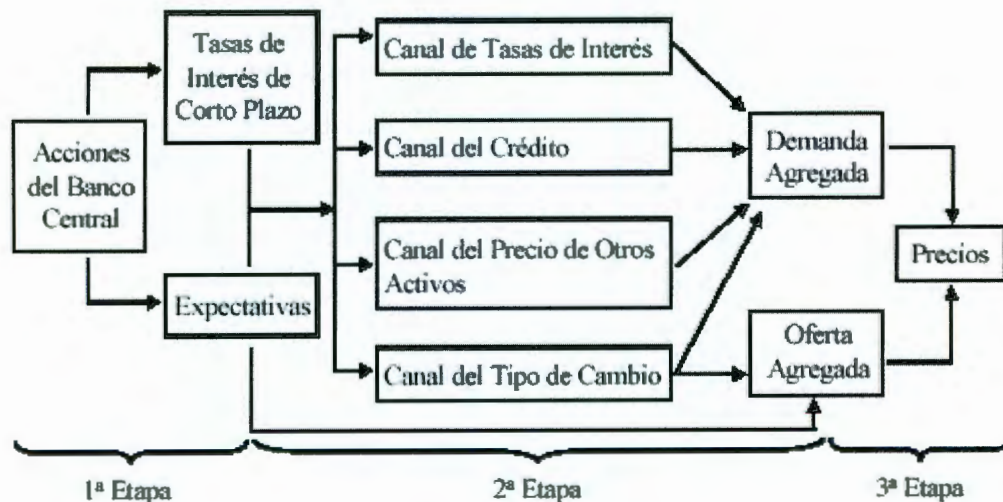 Acciones
del Banco
Central
Tasas de
Interés de
Corto Plazo
Expectativas
Canal de Tasas de Interés
Canal del Crédito
Canal del Precio de Otros
Activos
Canal del Tipo de Cambio
Demanda
Agregada
Oferta
Agregada
Precios
1ª Etapa
2ª Etapa
3ª Etapa